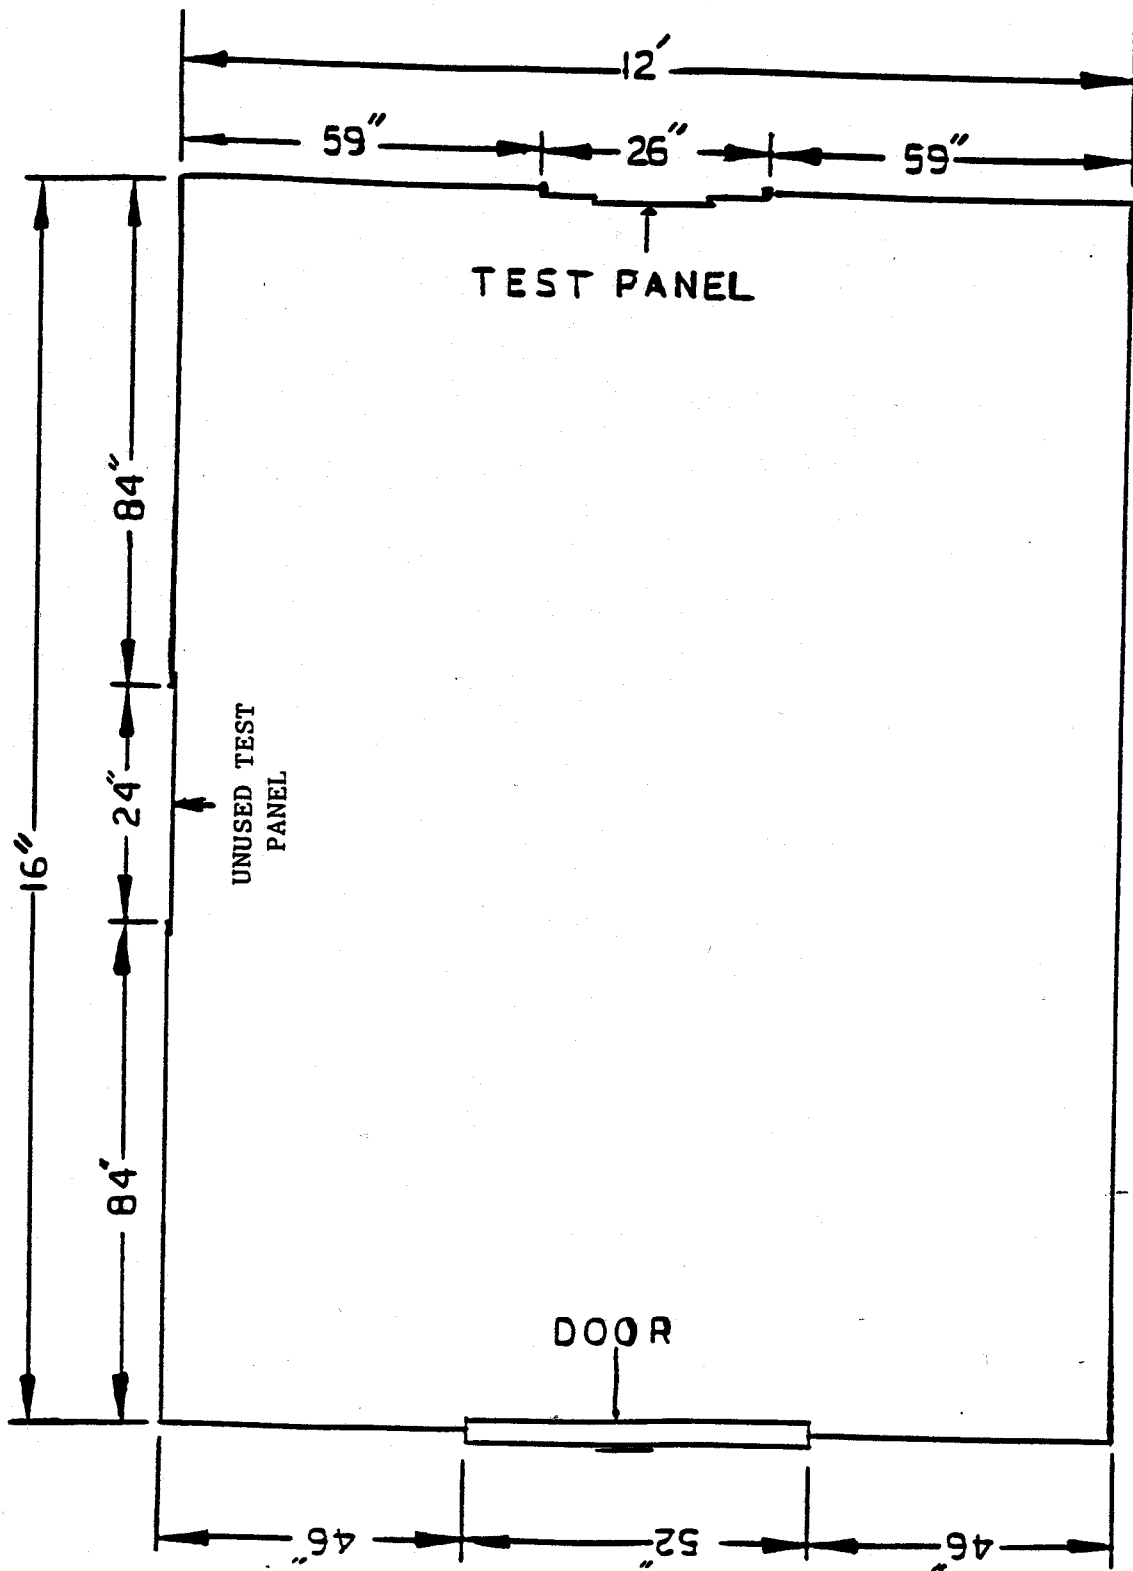 12'
59" 26" 59"
TEST PANEL
84"
24"
84"
16"
UNUSED TEST
PANEL
DOOR
46" 52" 46"